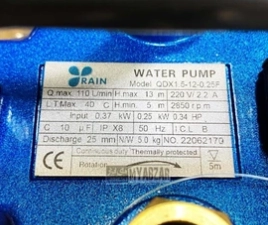 RAIN
WATER PUMP
Model QDX1.5-12-0.25F
Q max. 110 L/min H.max 13 m 220 V/ 2.2 A
L.T.Max. 40 °C H.min. 5 m 2850 r.p.m
Input 0.37 kW 0.25 kW 0.34 HP
C 10 µF IP X8 50 Hz I.C.L B
Discharge 25 mm N/W 9.0 kg NO. 22062170
CE Continuous duty Thermally protected
Rotation
5m